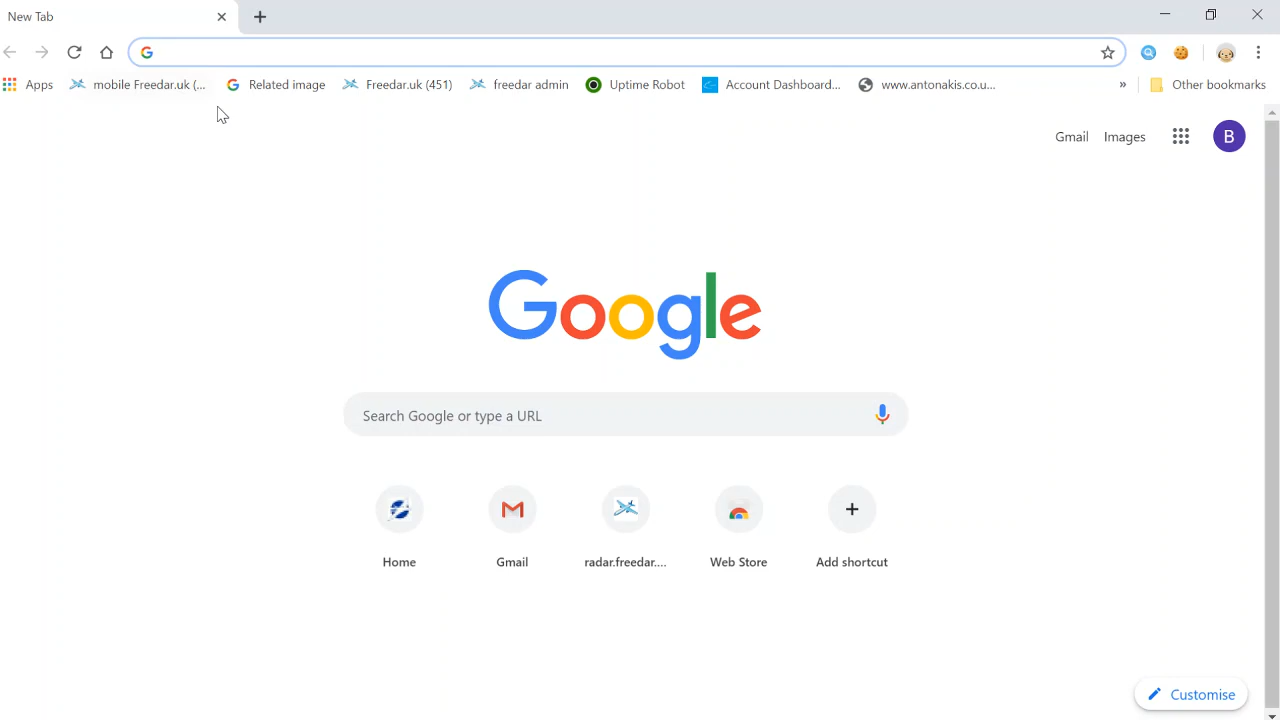 New Tab
Apps mobile Freedar.uk (... Related image Freedar.uk (451) freedar admin Uptime Robot Account Dashboard... www.antonakis.co.u... » Other bookmarks
Gmail Images B
Google
Search Google or type a URL
Home Gmail radar.freedar.... Web Store Add shortcut
Customise